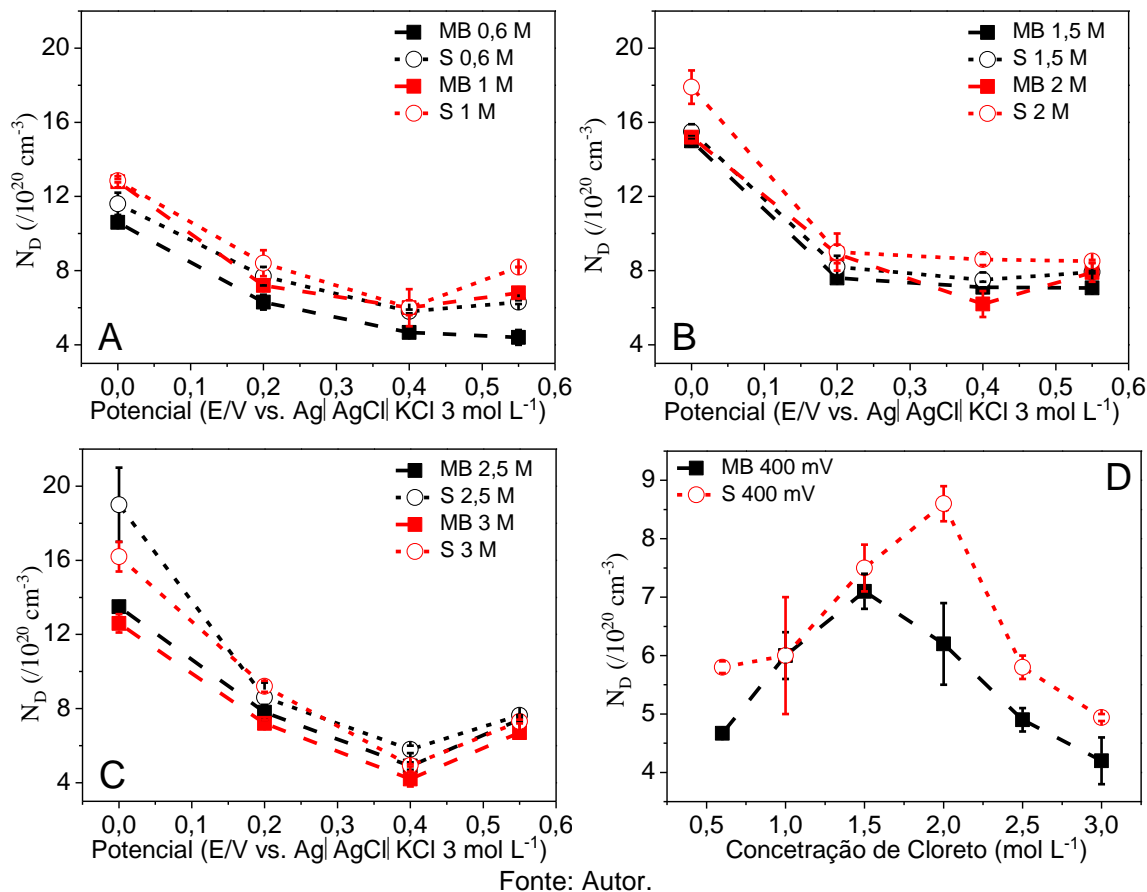 MB 0,6 M
S 0,6 M
MB 1 M
S 1 M
20
16
12
8
4
N_D (/10^20 cm^-3)
A
0,0 0,1 0,2 0,3 0,4 0,5 0,6
Potencial (E/V vs. Ag| AgCl| KCl 3 mol L^-1)
MB 1,5 M
S 1,5 M
MB 2 M
S 2 M
20
16
12
8
4
N_D (/10^20 cm^-3)
B
0,0 0,1 0,2 0,3 0,4 0,5 0,6
Potencial (E/V vs. Ag| AgCl| KCl 3 mol L^-1)
MB 2,5 M
S 2,5 M
MB 3 M
S 3 M
20
16
12
8
4
N_D (/10^20 cm^-3)
C
0,0 0,1 0,2 0,3 0,4 0,5 0,6
Potencial (E/V vs. Ag| AgCl| KCl 3 mol L^-1)
MB 400 mV
S 400 mV
D
9
8
7
6
5
4
N_D (/10^20 cm^-3)
0,5 1,0 1,5 2,0 2,5 3,0
Concetração de Cloreto (mol L^-1)
Fonte: Autor.